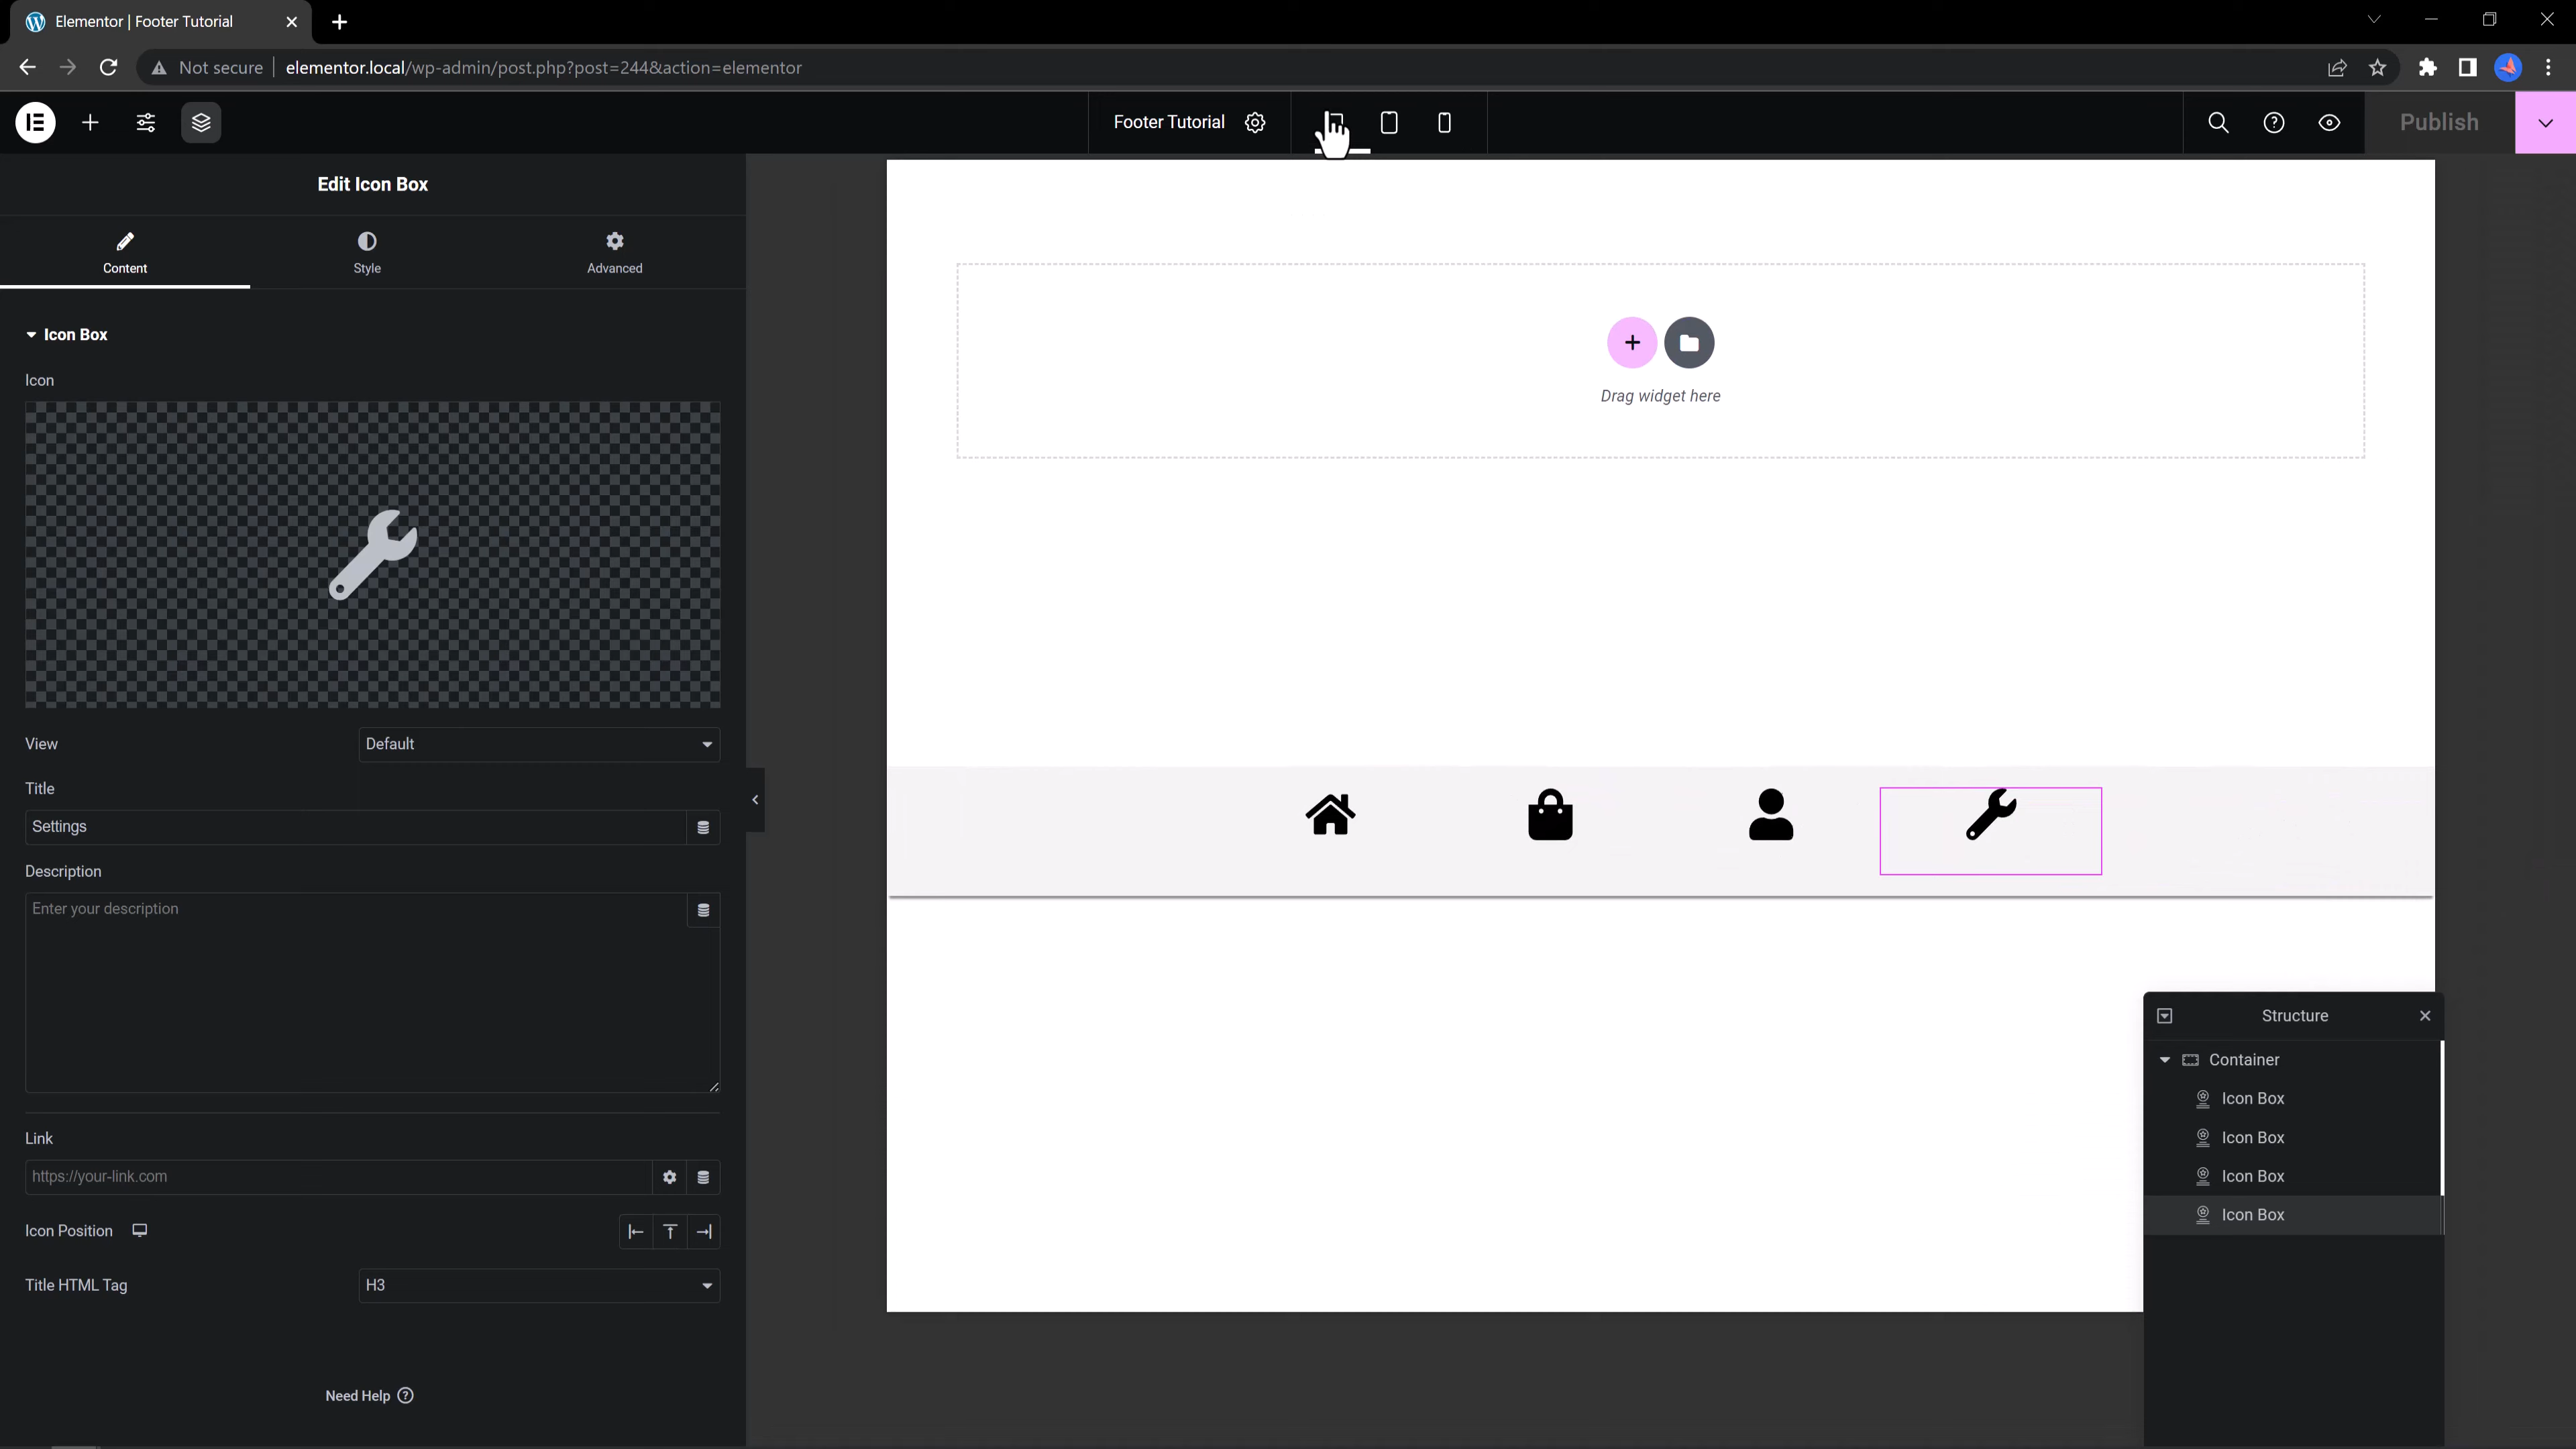 Elementor | Footer Tutorial
Not secure
elementor.local/wp-admin/post.php?post=244&action=elementor
Footer Tutorial
Publish
Edit Icon Box
Content
Style
Advanced
Icon Box
Icon
View
Default
Title
Settings
Description
Enter your description
Link
https://your-link.com
Icon Position
Title HTML Tag
H3
Need Help
Drag widget here
Structure
Container
Icon Box
Icon Box
Icon Box
Icon Box